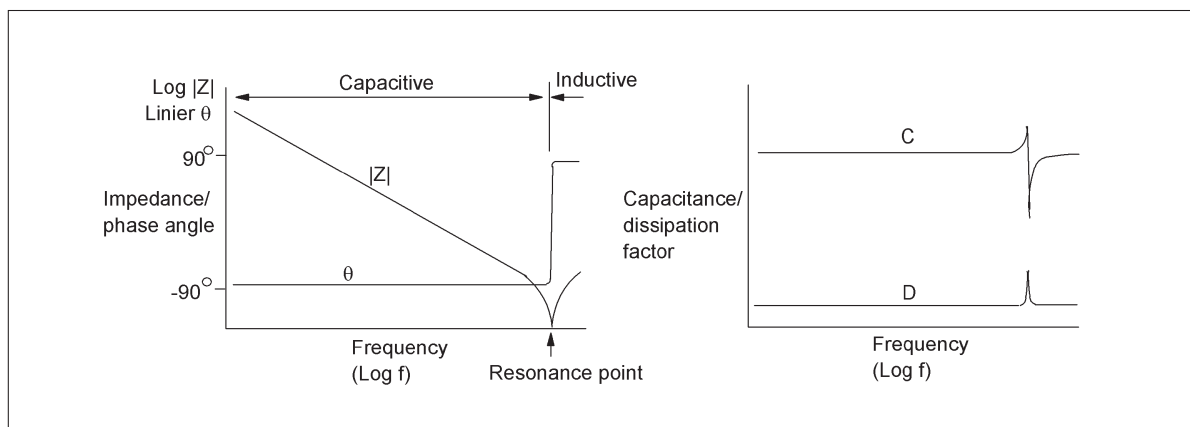 Log |Z|
Linier θ
Capacitive
Inductive
90°
|Z|
Impedance/
phase angle
θ
-90°
Frequency
(Log f)
Resonance point
C
Capacitance/
dissipation
factor
D
Frequency
(Log f)